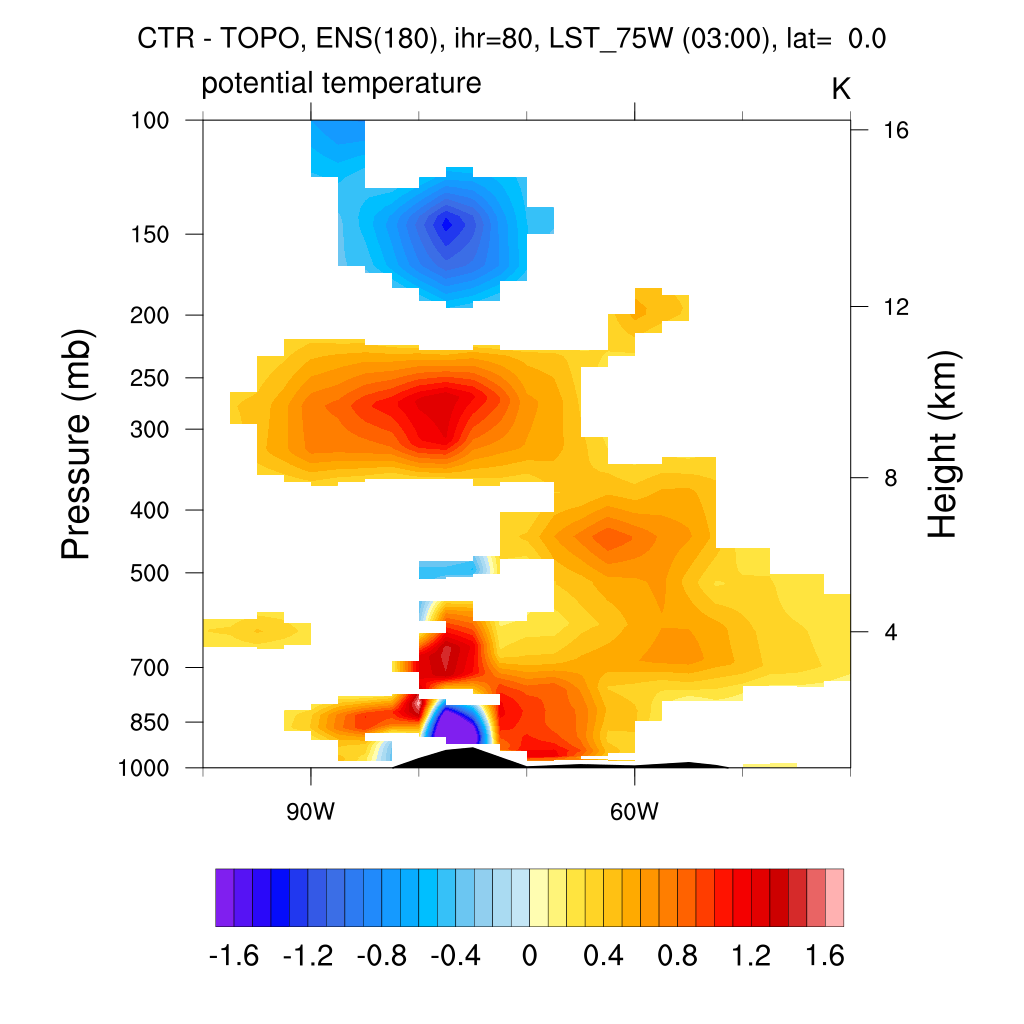 CTR - TOPO, ENS(180), ihr=80, LST_75W (03:00), lat=  0.0
potential temperature K
100
150
200
250
300
400
500
700
850
1000
Pressure (mb)
16
12
8
4
Height (km)
90W 60W
-1.6 -1.2 -0.8 -0.4 0 0.4 0.8 1.2 1.6